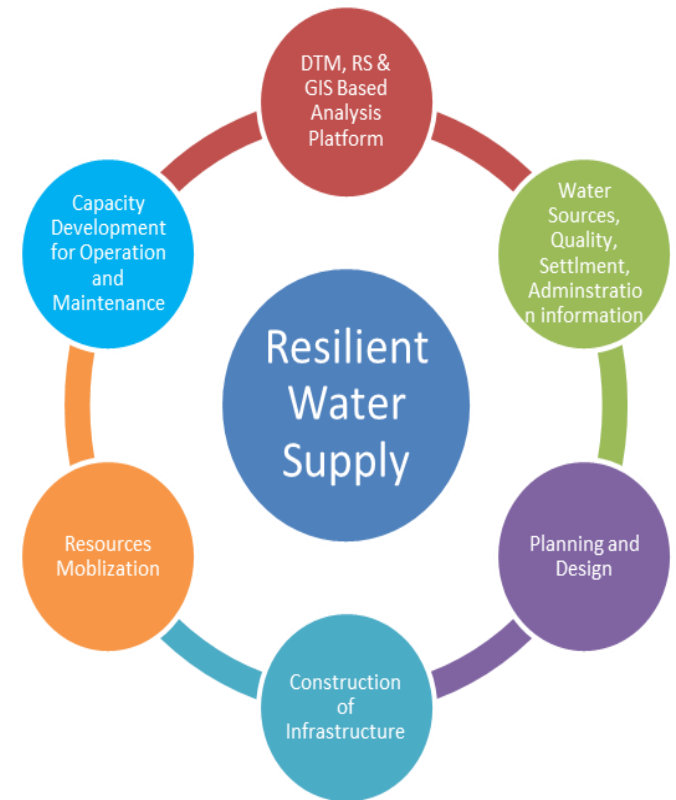 DTM, RS &
GIS Based
Analysis
Platform
Water
Sources,
Quality,
Settlment,
Adminstratio
n information
Planning and
Design
Construction
of
Infrastructure
Resources
Moblization
Capacity
Development
for Operation
and
Maintenance
Resilient
Water
Supply